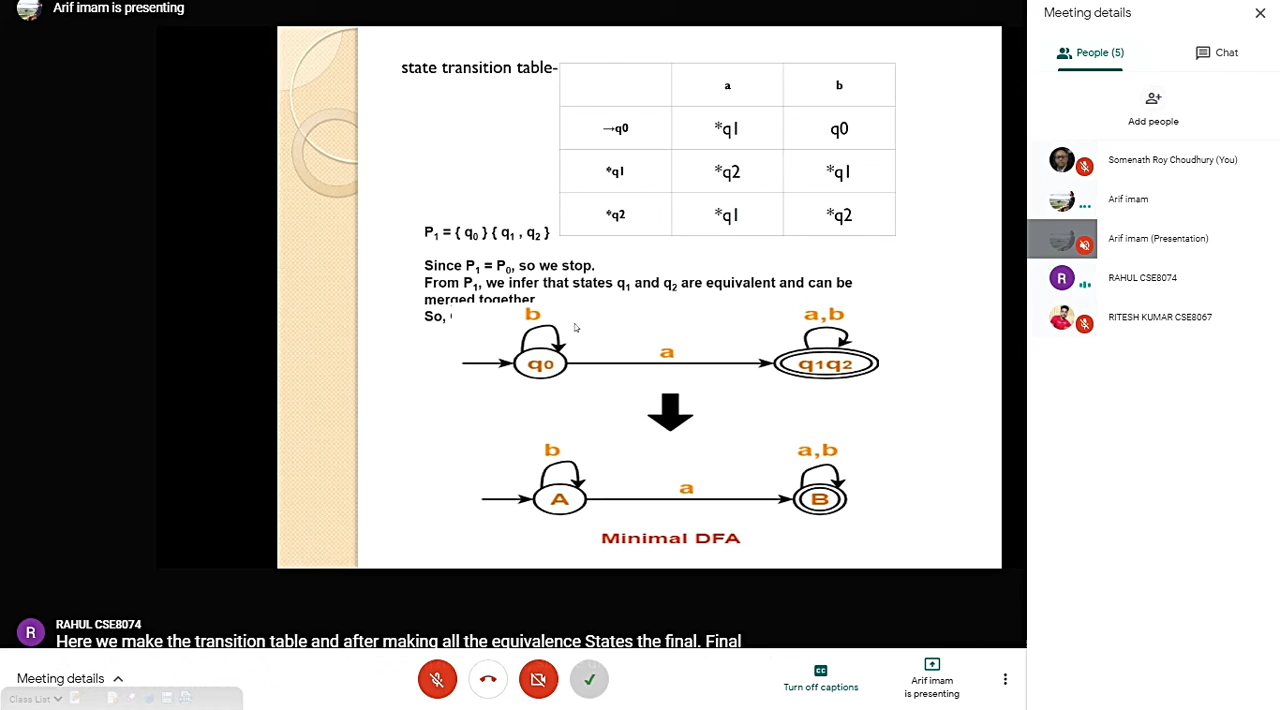 Arif imam is presenting
Meeting details
People (5)
Chat
Add people
Somenath Roy Choudhury (You)
Arif imam
Arif imam (Presentation)
R
RAHUL CSE8074
RITESH KUMAR CSE8067
state transition table-
a b
→q0 *q1 q0
*q1 *q2 *q1
*q2 *q1 *q2
P1 = { q0 } { q1 , q2 }
Since P1 = P0, so we stop.
From P1, we infer that states q1 and q2 are equivalent and can be
merged together
So,
b a,b
a
q0 q1q2
b a,b
a
A B
Minimal DFA
R
RAHUL CSE8074
Here we make the transition table and after making all the equivalence States the final. Final
Meeting details
Class List
CC
Turn off captions
Arif imam
is presenting